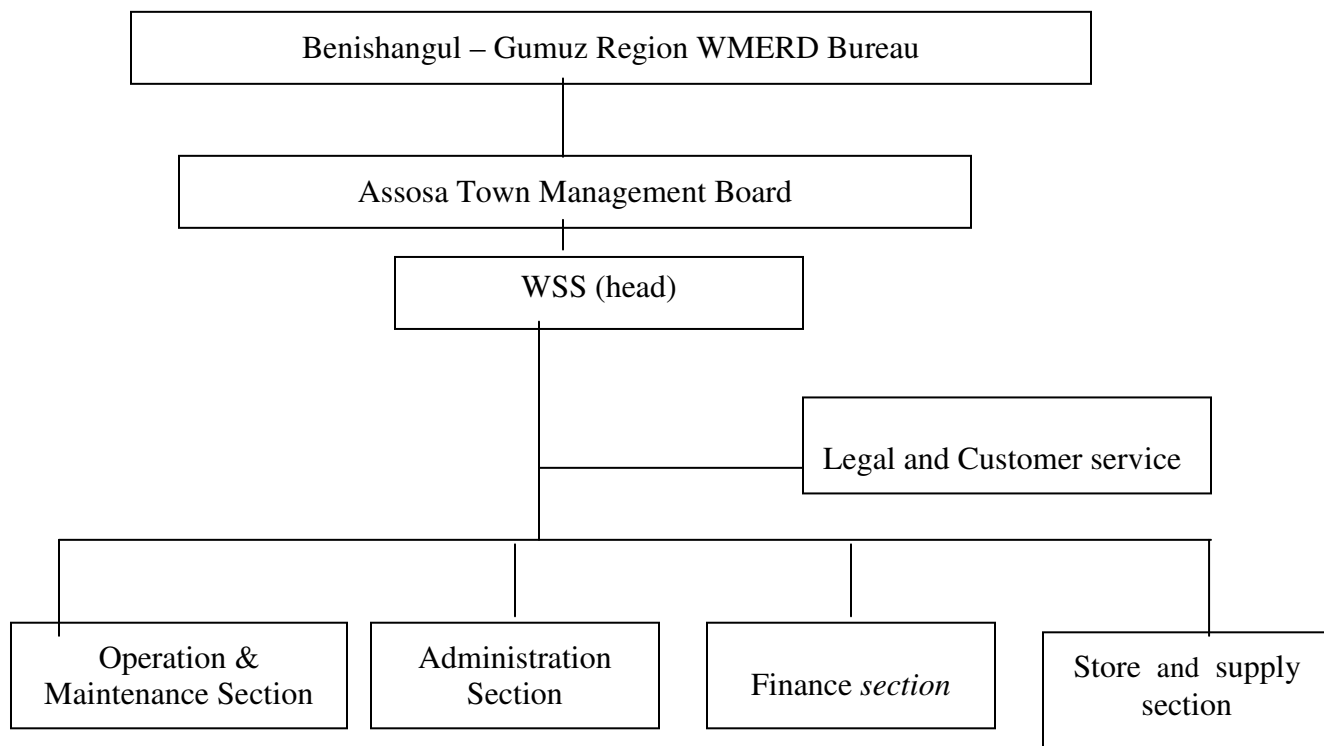 Benishangul – Gumuz Region WMERD Bureau
Assosa Town Management Board
WSS (head)
Legal and Customer service
Operation &
Maintenance Section
Administration
Section
Finance section
Store and supply
section